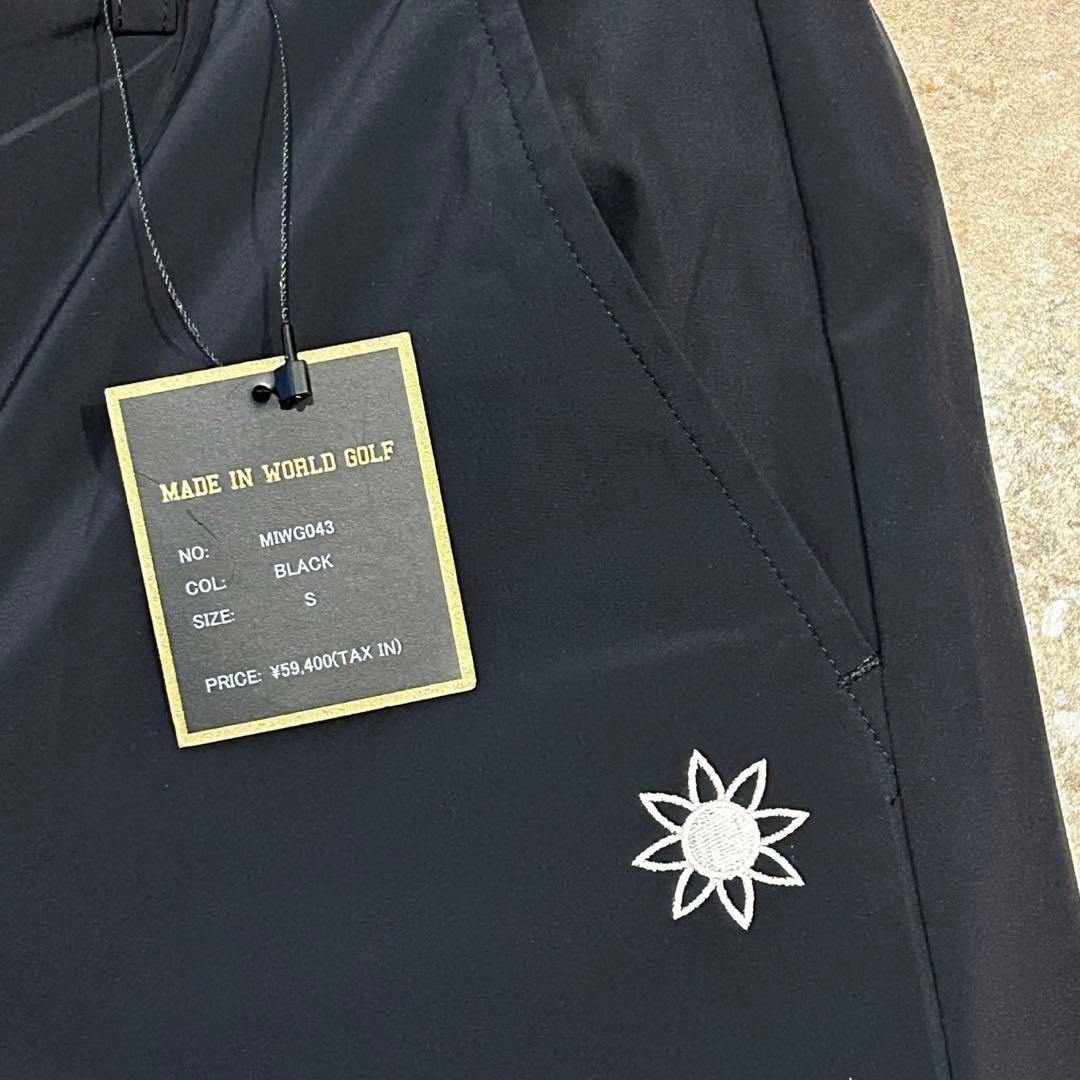 MADE IN WORLD GOLF
NO: MIWG043
COL: BLACK
SIZE: S
PRICE: ¥59,400(TAX IN)